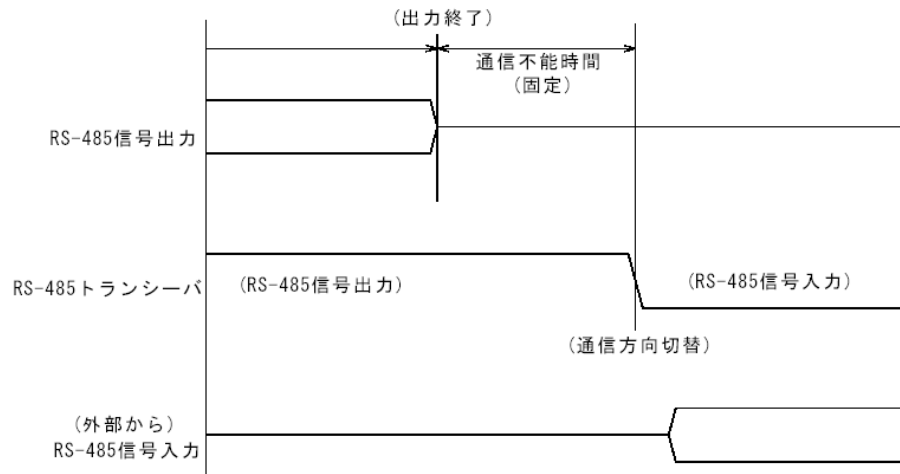 (出力終了)
通信不能時間
(固定)
RS-485信号出力
RS-485トランシーバ
(RS-485信号出力)
(RS-485信号入力)
(通信方向切替)
(外部から)
RS-485信号入力